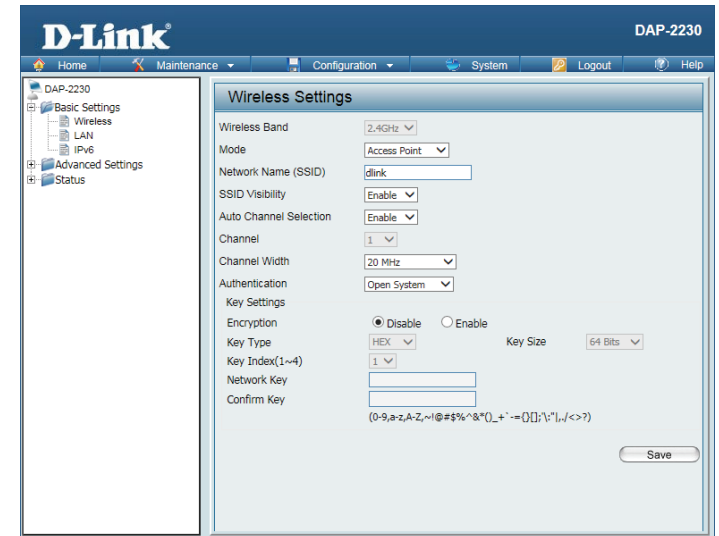 D-Link®
DAP-2230
Home Maintenance Configuration System Logout Help
DAP-2230
Basic Settings
Wireless
LAN
IPv6
Advanced Settings
Status
Wireless Settings
Wireless Band 2.4GHz
Mode Access Point
Network Name (SSID) dlink
SSID Visibility Enable
Auto Channel Selection Enable
Channel 1
Channel Width 20 MHz
Authentication Open System
Key Settings
Encryption Disable Enable
Key Type HEX Key Size 64 Bits
Key Index(1~4) 1
Network Key
Confirm Key
(0-9,a-z,A-Z,~!@#$%^&*()_+`-={}[];'\:"|,./<>?)
Save